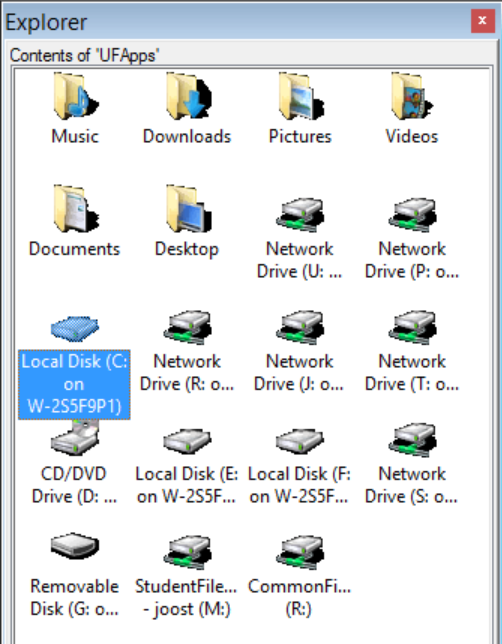 Explorer
x
Contents of 'UFApps'
Music Downloads Pictures Videos
Documents Desktop Network Network
Drive (U: ... Drive (P: o...
Local Disk (C: Network Network Network
on Drive (R: o... Drive (J: o... Drive (T: o...
W-2S5F9P1)
CD/DVD Local Disk (E: Local Disk (F: Network
Drive (D: ... on W-2S5F... on W-2S5F... Drive (S: o...
Removable StudentFile... CommonFi...
Disk (G: o... - joost (M:) (R:)